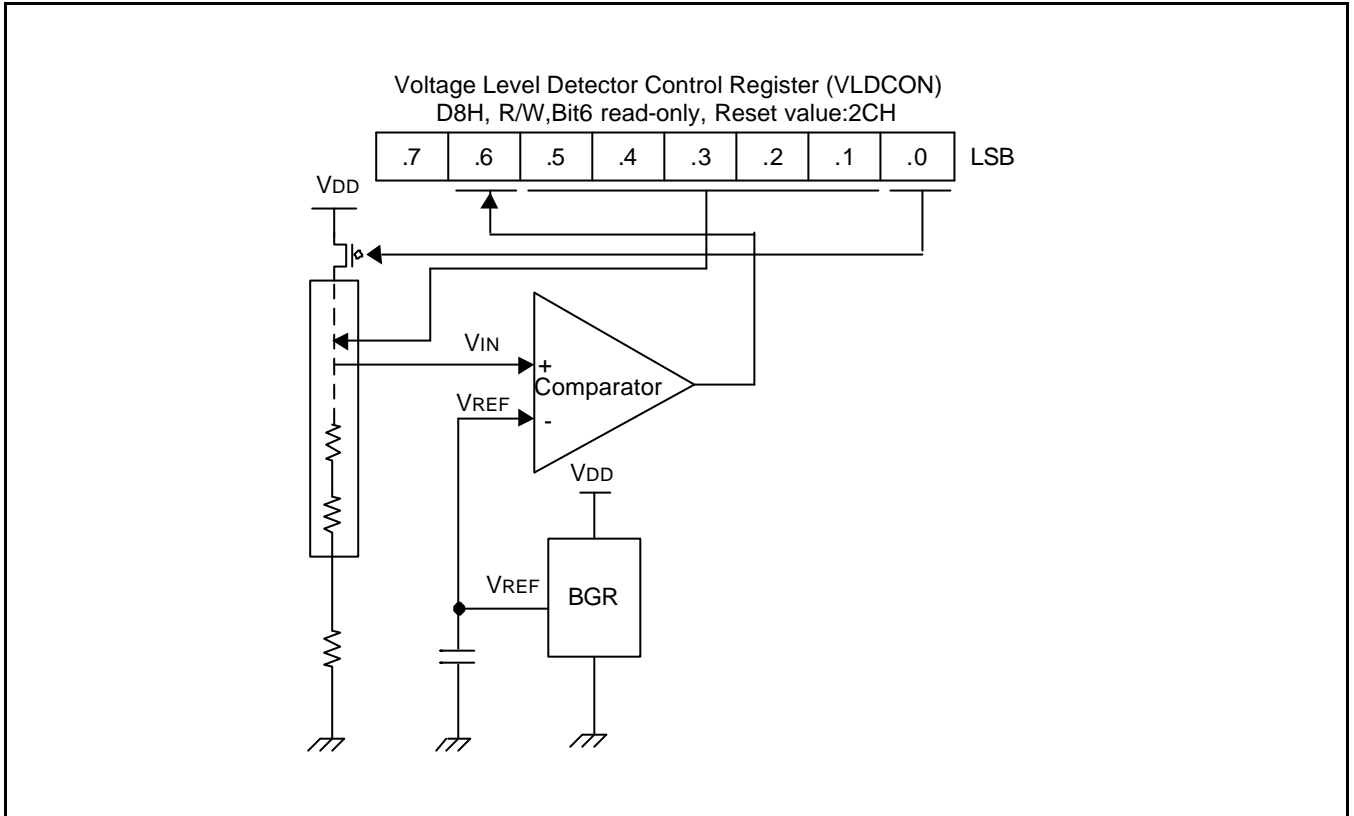 Voltage Level Detector Control Register (VLDCON)
D8H, R/W,Bit6 read-only, Reset value:2CH
.7 .6 .5 .4 .3 .2 .1 .0 LSB
VDD
VIN
+
Comparator
VREF
-
VDD
VREF
BGR